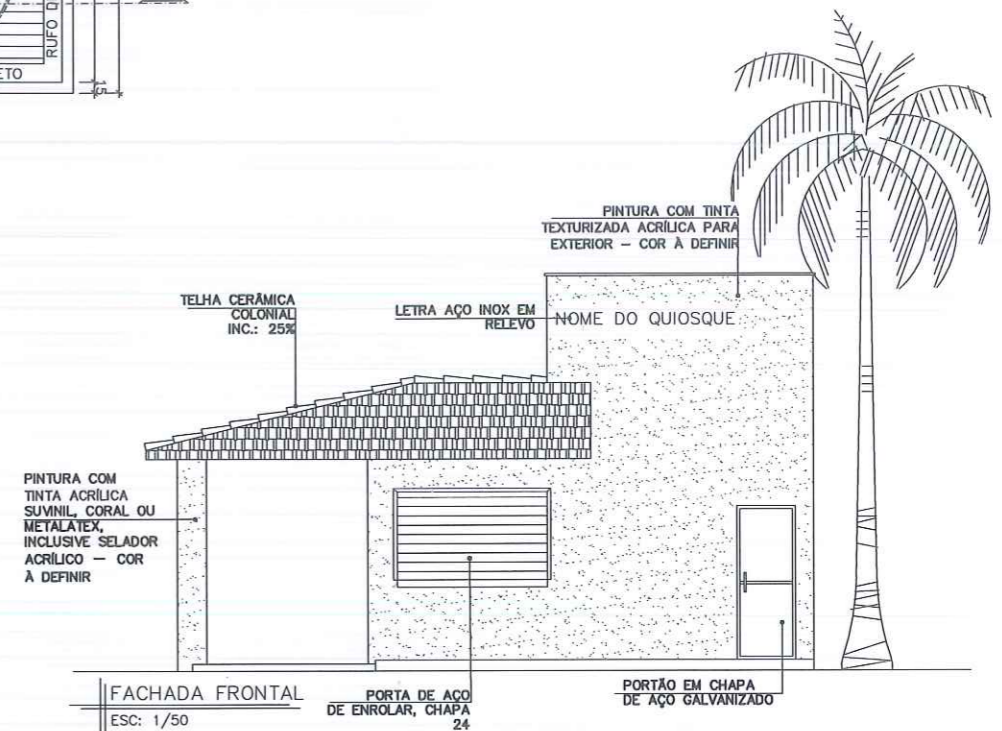 RUFO D
ETO
15
PINTURA COM TINTA
TEXTURIZADA ACRÍLICA PARA
EXTERIOR – COR À DEFINIR
TELHA CERÂMICA
COLONIAL
INC.: 25%
LETRA AÇO INOX EM
RELEVO
NOME DO QUIOSQUE
PINTURA COM
TINTA ACRÍLICA
SUVINIL, CORAL OU
METALATEX,
INCLUSIVE SELADOR
ACRÍLICO – COR
À DEFINIR
FACHADA FRONTAL
ESC: 1/50
PORTA DE AÇO
DE ENROLAR, CHAPA
24
PORTÃO EM CHAPA
DE AÇO GALVANIZADO